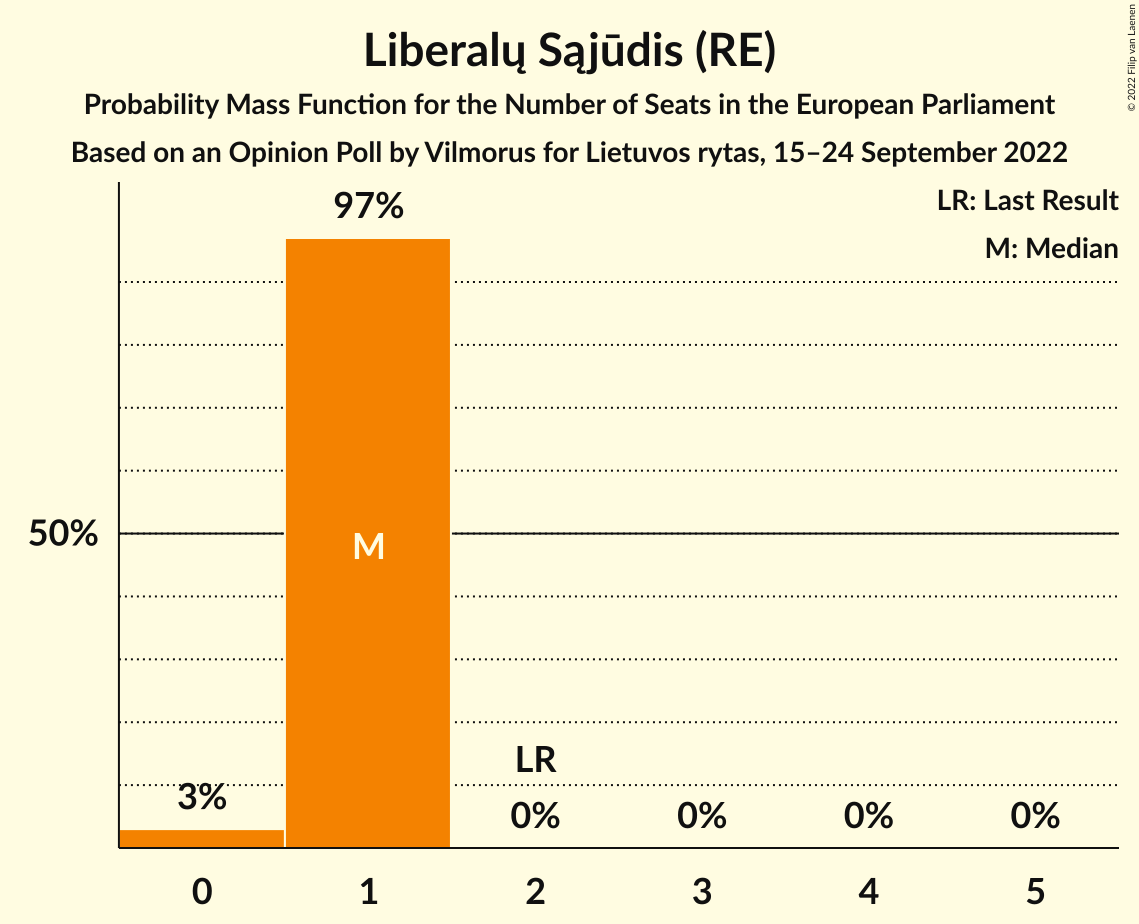 Liberalų Sąjūdis (RE)
Probability Mass Function for the Number of Seats in the European Parliament
Based on an Opinion Poll by Vilmorus for Lietuvos rytas, 15–24 September 2022
© 2022 Filip van Laenen
LR: Last Result
M: Median
97%
50%
M
LR
3%
0% 0% 0% 0%
0 1 2 3 4 5